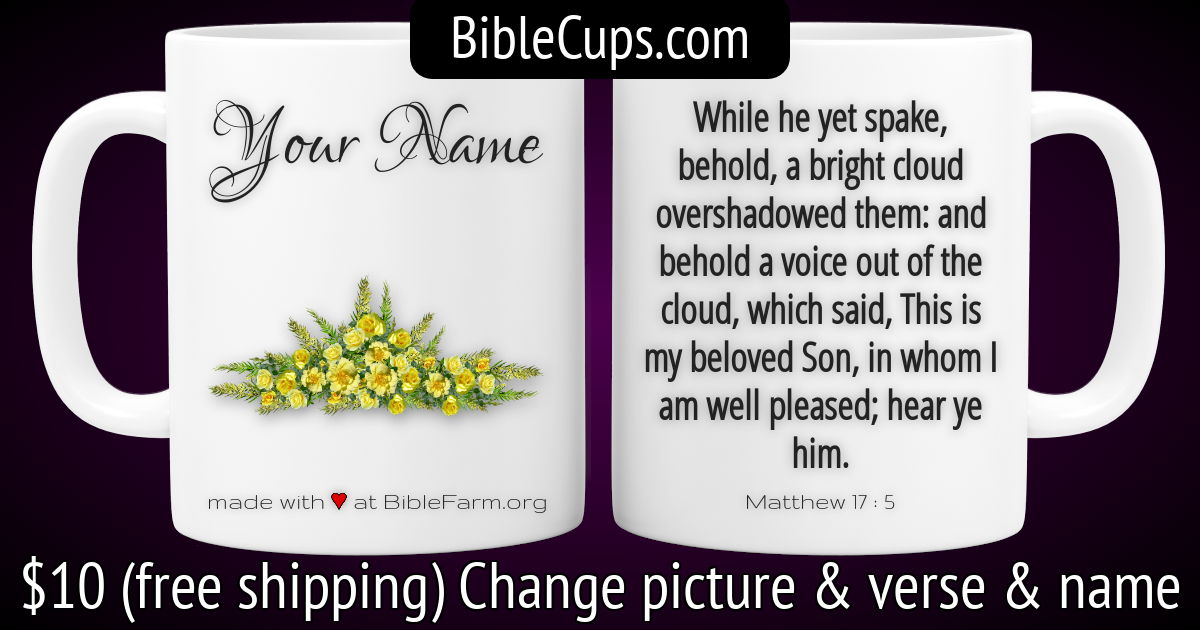 BibleCups.com
Your Name
made with ♥ at BibleFarm.org
While he yet spake,
behold, a bright cloud
overshadowed them: and
behold a voice out of the
cloud, which said, This is
my beloved Son, in whom I
am well pleased; hear ye
him.
Matthew 17 : 5
$10 (free shipping) Change picture & verse & name